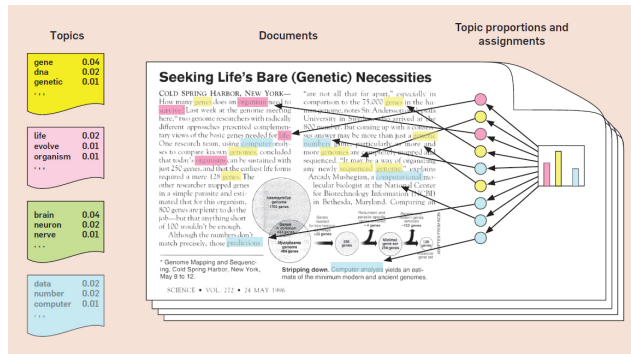 Topics
gene 0.04
dna 0.02
genetic 0.01
. . .
life 0.02
evolve 0.01
organism 0.01
. . .
brain 0.04
neuron 0.02
nerve 0.01
. . .
data 0.02
number 0.02
computer 0.01
. . .
Documents
Topic proportions and
assignments
Seeking Life's Bare (Genetic) Necessities
COLD SPRING HARBOR, NEW YORK—
How many genes does an organism need to
survive? Last week at the genome meeting
here,* two genome researchers with radically
different approaches presented complemen-
tary views of the basic genes needed for life.
One research team, using computer analy-
ses to compare known genomes, concluded
that today's organisms can be sustained with
just 250 genes, and that the earliest life forms
required a mere 128 genes. The
other researcher mapped genes
in a simple parasite and esti-
mated that for this organism,
800 genes are plenty to do the
job—but that anything short
of 100 wouldn't be enough.
Although the numbers don't
match precisely, those predictions
* Genome Mapping and Sequenc-
ing, Cold Spring Harbor, New York,
May 8 to 12.
"are not all that far apart," especially in
comparison to the 75,000 genes in the hu-
man genome, notes Siv Andersson
University in arrived at the
800 number. But coming up with a
answer may be more than just a genetic
numbers particularly as more and
more genomes are completely mapped and
sequenced. "It may be a way of organizing
any newly sequenced genome," explains
Arcady Mushegian, a computational mo-
lecular biologist at the National Center
for Biotechnology Information (NCBI)
in Bethesda, Maryland. Comparing an
Stripping down. Computer analysis yields an esti-
mate of the minimum modern and ancient genomes.
SCIENCE • VOL. 272 • 24 MAY 1996